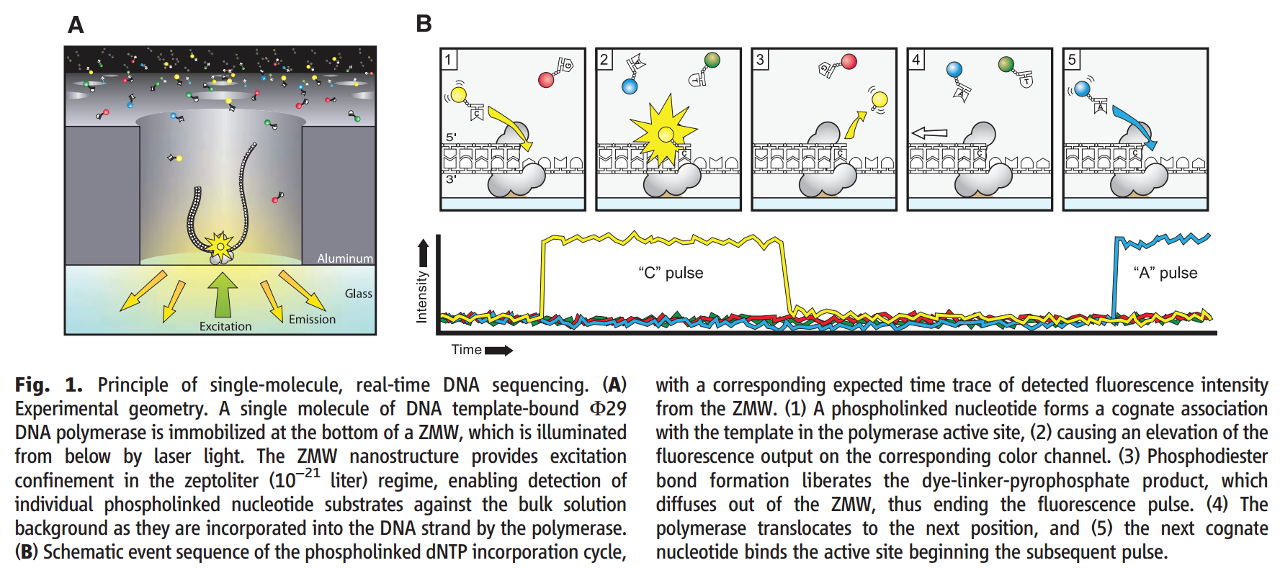 A
B
Aluminum
Glass
Excitation
Emission
1
2
3
4
5
C
A
G
T
G
A
T
A
5'
3'
Intensity
"C" pulse
"A" pulse
Time
Fig. 1. Principle of single-molecule, real-time DNA sequencing. (A)
Experimental geometry. A single molecule of DNA template-bound Φ29
DNA polymerase is immobilized at the bottom of a ZMW, which is illuminated
from below by laser light. The ZMW nanostructure provides excitation
confinement in the zeptoliter (10⁻²¹ liter) regime, enabling detection of
individual phospholinked nucleotide substrates against the bulk solution
background as they are incorporated into the DNA strand by the polymerase.
(B) Schematic event sequence of the phospholinked dNTP incorporation cycle,
with a corresponding expected time trace of detected fluorescence intensity
from the ZMW. (1) A phospholinked nucleotide forms a cognate association
with the template in the polymerase active site, (2) causing an elevation of the
fluorescence output on the corresponding color channel. (3) Phosphodiester
bond formation liberates the dye-linker-pyrophosphate product, which
diffuses out of the ZMW, thus ending the fluorescence pulse. (4) The
polymerase translocates to the next position, and (5) the next cognate
nucleotide binds the active site beginning the subsequent pulse.